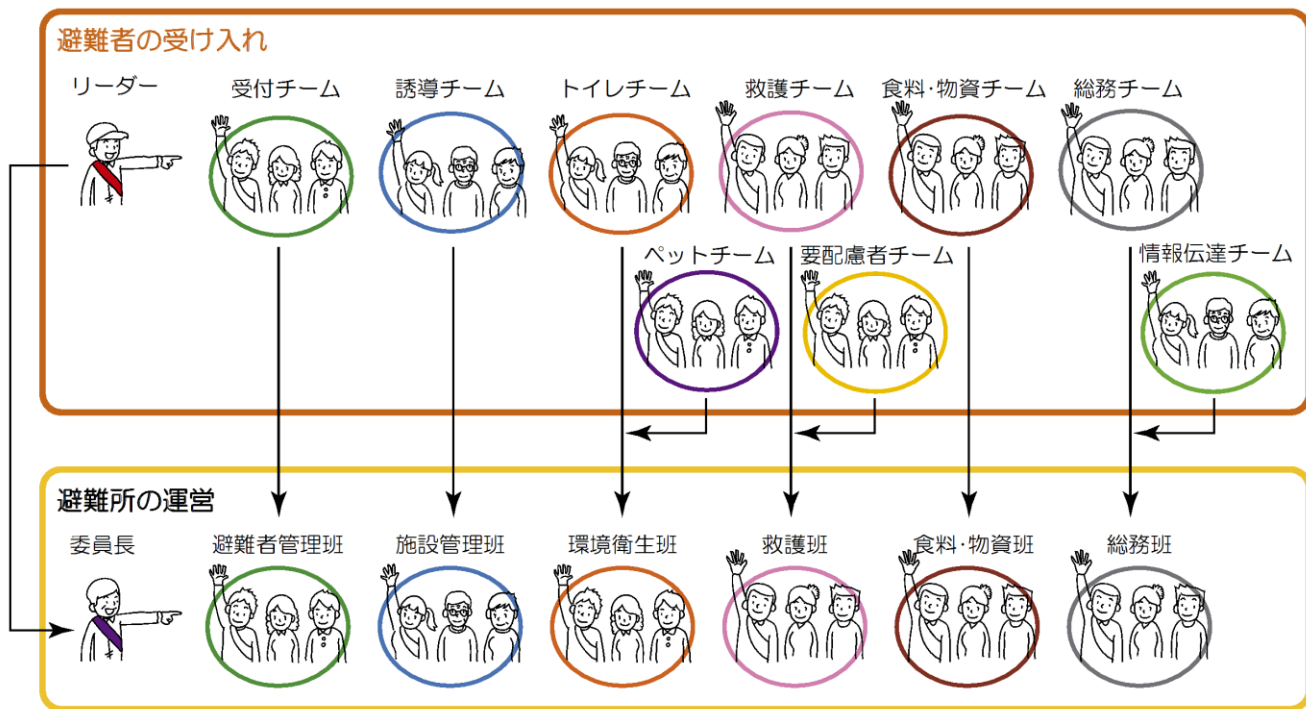 避難者の受け入れ
リーダー
受付チーム
誘導チーム
トイレチーム
救護チーム
食料・物資チーム
総務チーム
ペットチーム
要配慮者チーム
情報伝達チーム
避難所の運営
委員長
避難者管理班
施設管理班
環境衛生班
救護班
食料・物資班
総務班